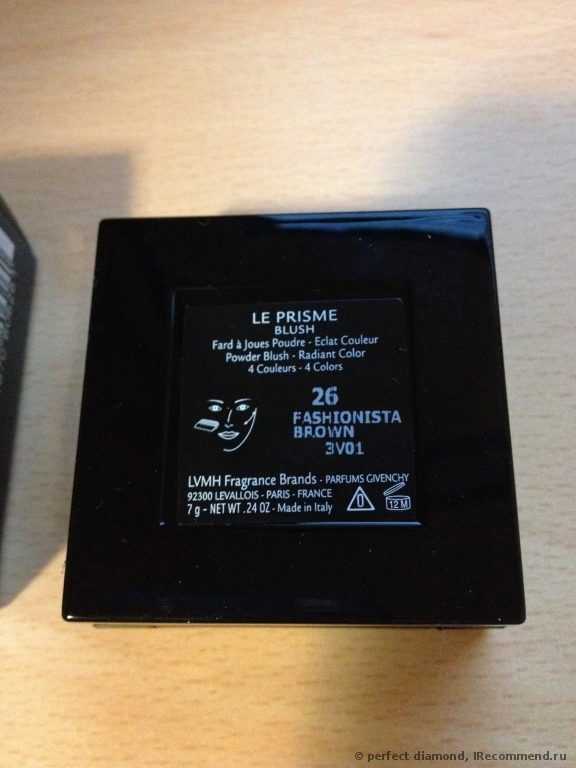 LE PRISME
BLUSH
Fard à Joues Poudre - Eclat Couleur
Powder Blush - Radiant Color
4 Couleurs - 4 Colors
26
FASHIONISTA
BROWN
3V01
LVMH Fragrance Brands - PARFUMS GIVENCHY
92300 LEVALLOIS - PARIS - FRANCE
7 g - NET WT .24 OZ - Made in Italy
12 M
© perfect diamond, IRecommend.ru